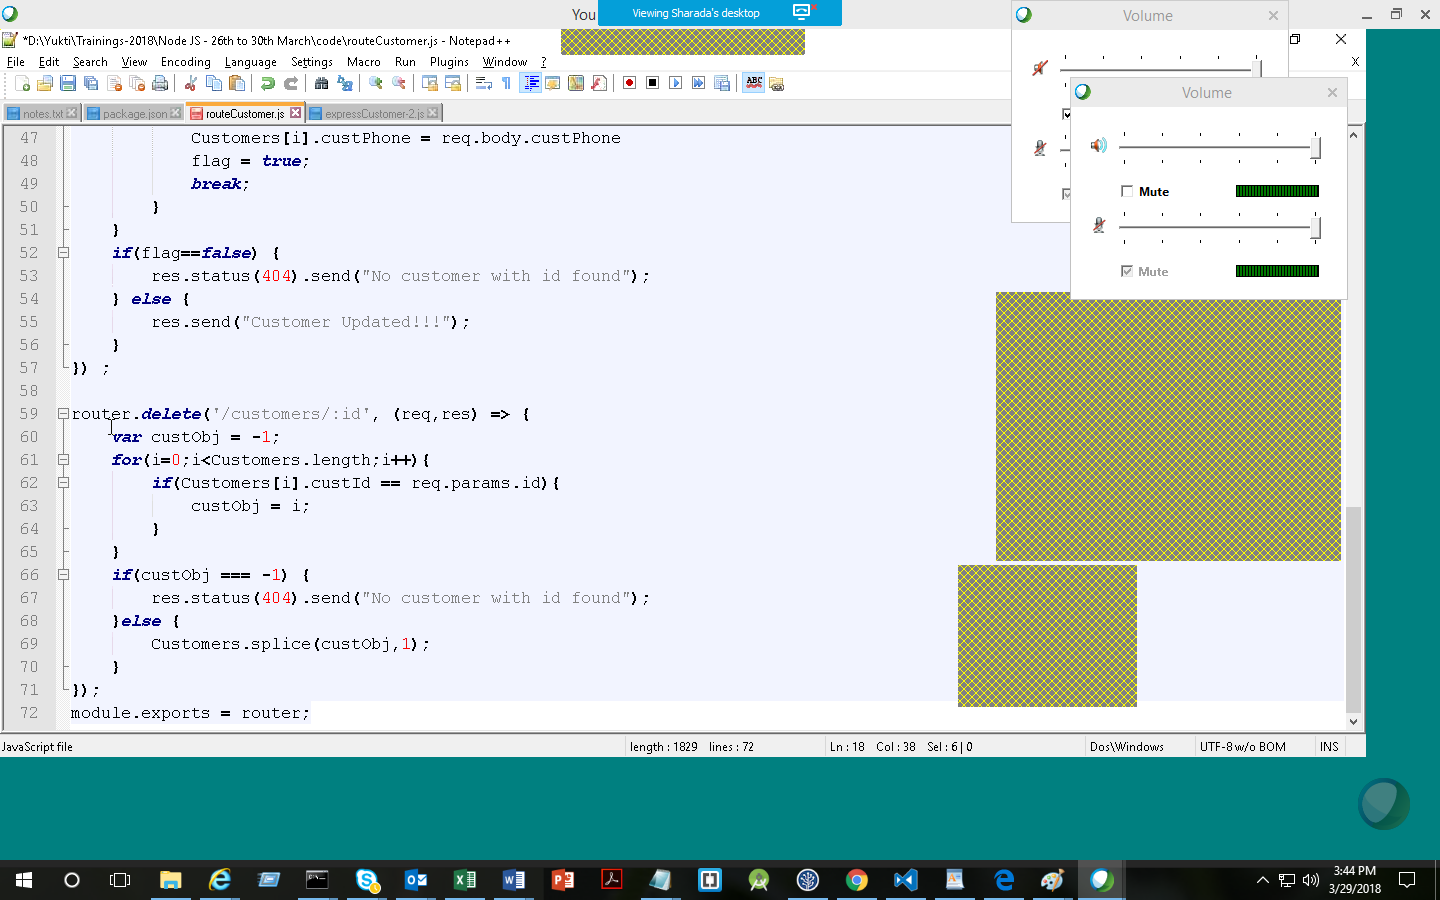 You
Viewing Sharada's desktop
*D:\Yukti\Trainings-2018\Node JS - 26th to 30th March\code\routeCustomer.js - Notepad++
File Edit Search View Encoding Language Settings Macro Run Plugins Window ?
X
ABC
notes.txt package.json routeCustomer.js expressCustomer-2.js
Volume
Volume
Mute
Mute
47 Customers[i].custPhone = req.body.custPhone
48 flag = true;
49 break;
50 }
51 }
52 if(flag==false) {
53 res.status(404).send("No customer with id found");
54 } else {
55 res.send("Customer Updated!!!");
56 }
57 }) ;
58
59 router.delete('/customers/:id', (req,res) => {
60 var custObj = -1;
61 for(i=0;i<Customers.length;i++){
62 if(Customers[i].custId == req.params.id){
63 custObj = i;
64 }
65 }
66 if(custObj === -1) {
67 res.status(404).send("No customer with id found");
68 }else {
69 Customers.splice(custObj,1);
70 }
71 });
72 module.exports = router;
JavaScript file length : 1829 lines : 72 Ln : 18 Col : 38 Sel : 6 | 0 Dos\Windows UTF-8 w/o BOM INS
3:44 PM
3/29/2018